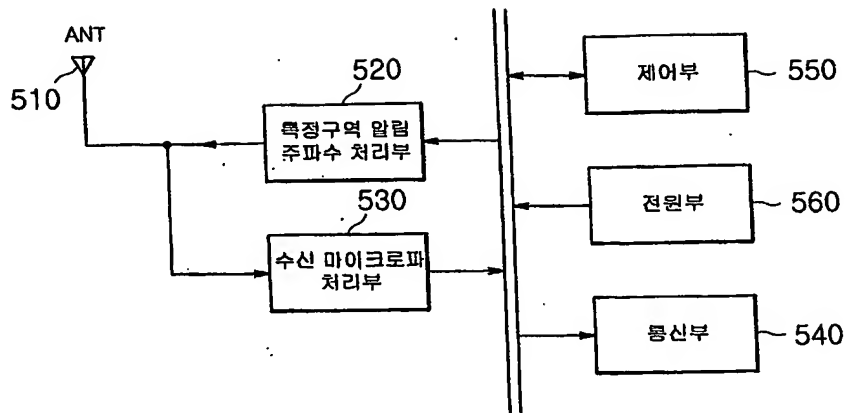 ANT
510
520
특정구역 알림
주파수 처리부
530
수신 마이크로파
처리부
제어부
550
전원부
560
통신부
540